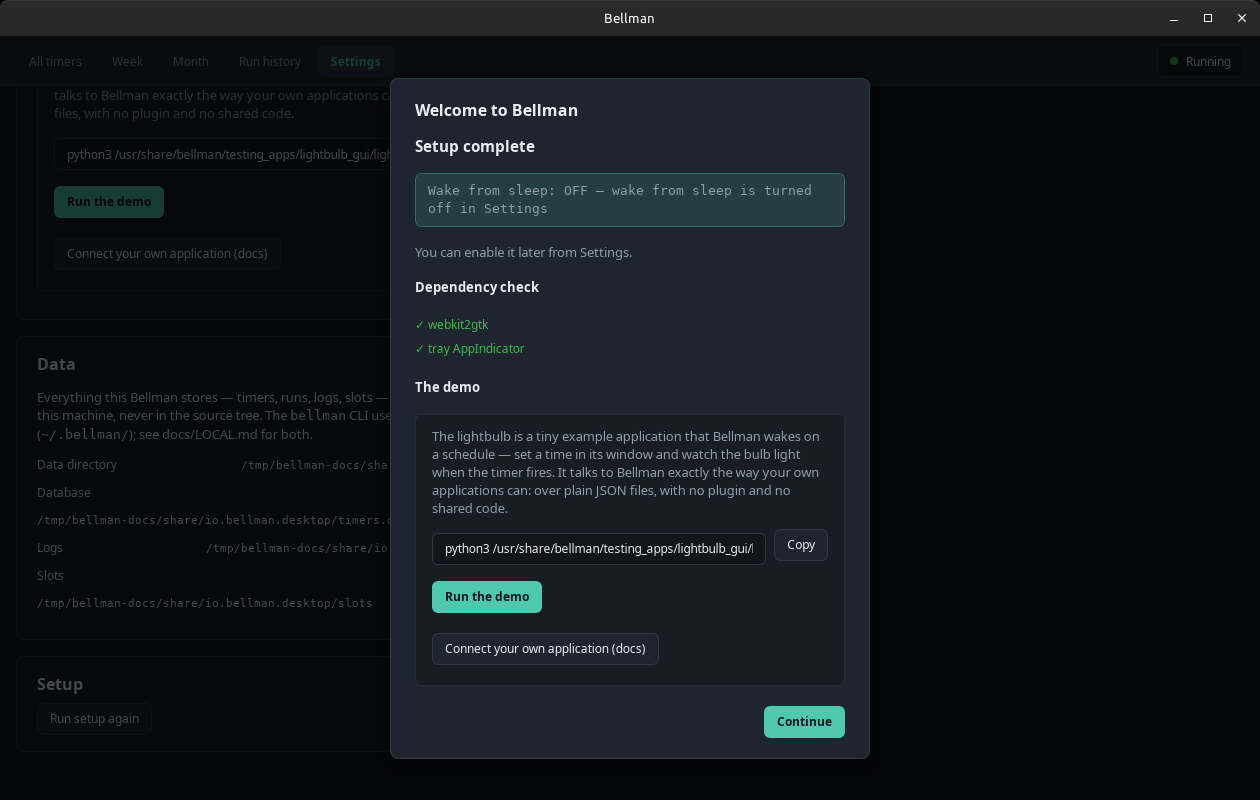 Bellman
All timers
Week
Month
Run history
Settings
Running
talks to Bellman exactly the way your own applications ca
files, with no plugin and no shared code.
python3 /usr/share/bellman/testing_apps/lightbulb_gui/ligh
Run the demo
Connect your own application (docs)
Data
Everything this Bellman stores — timers, runs, logs, slots —
this machine, never in the source tree. The bellman CLI use
(~/.bellman/); see docs/LOCAL.md for both.
Data directory
/tmp/bellman-docs/sha
Database
/tmp/bellman-docs/share/io.bellman.desktop/timers.d
Logs
/tmp/bellman-docs/share/io
Slots
/tmp/bellman-docs/share/io.bellman.desktop/slots
Setup
Run setup again
Welcome to Bellman
Setup complete
Wake from sleep: OFF — wake from sleep is turned
off in Settings
You can enable it later from Settings.
Dependency check
✓ webkit2gtk
✓ tray AppIndicator
The demo
The lightbulb is a tiny example application that Bellman wakes on
a schedule — set a time in its window and watch the bulb light
when the timer fires. It talks to Bellman exactly the way your own
applications can: over plain JSON files, with no plugin and no
shared code.
python3 /usr/share/bellman/testing_apps/lightbulb_gui/l
Copy
Run the demo
Connect your own application (docs)
Continue